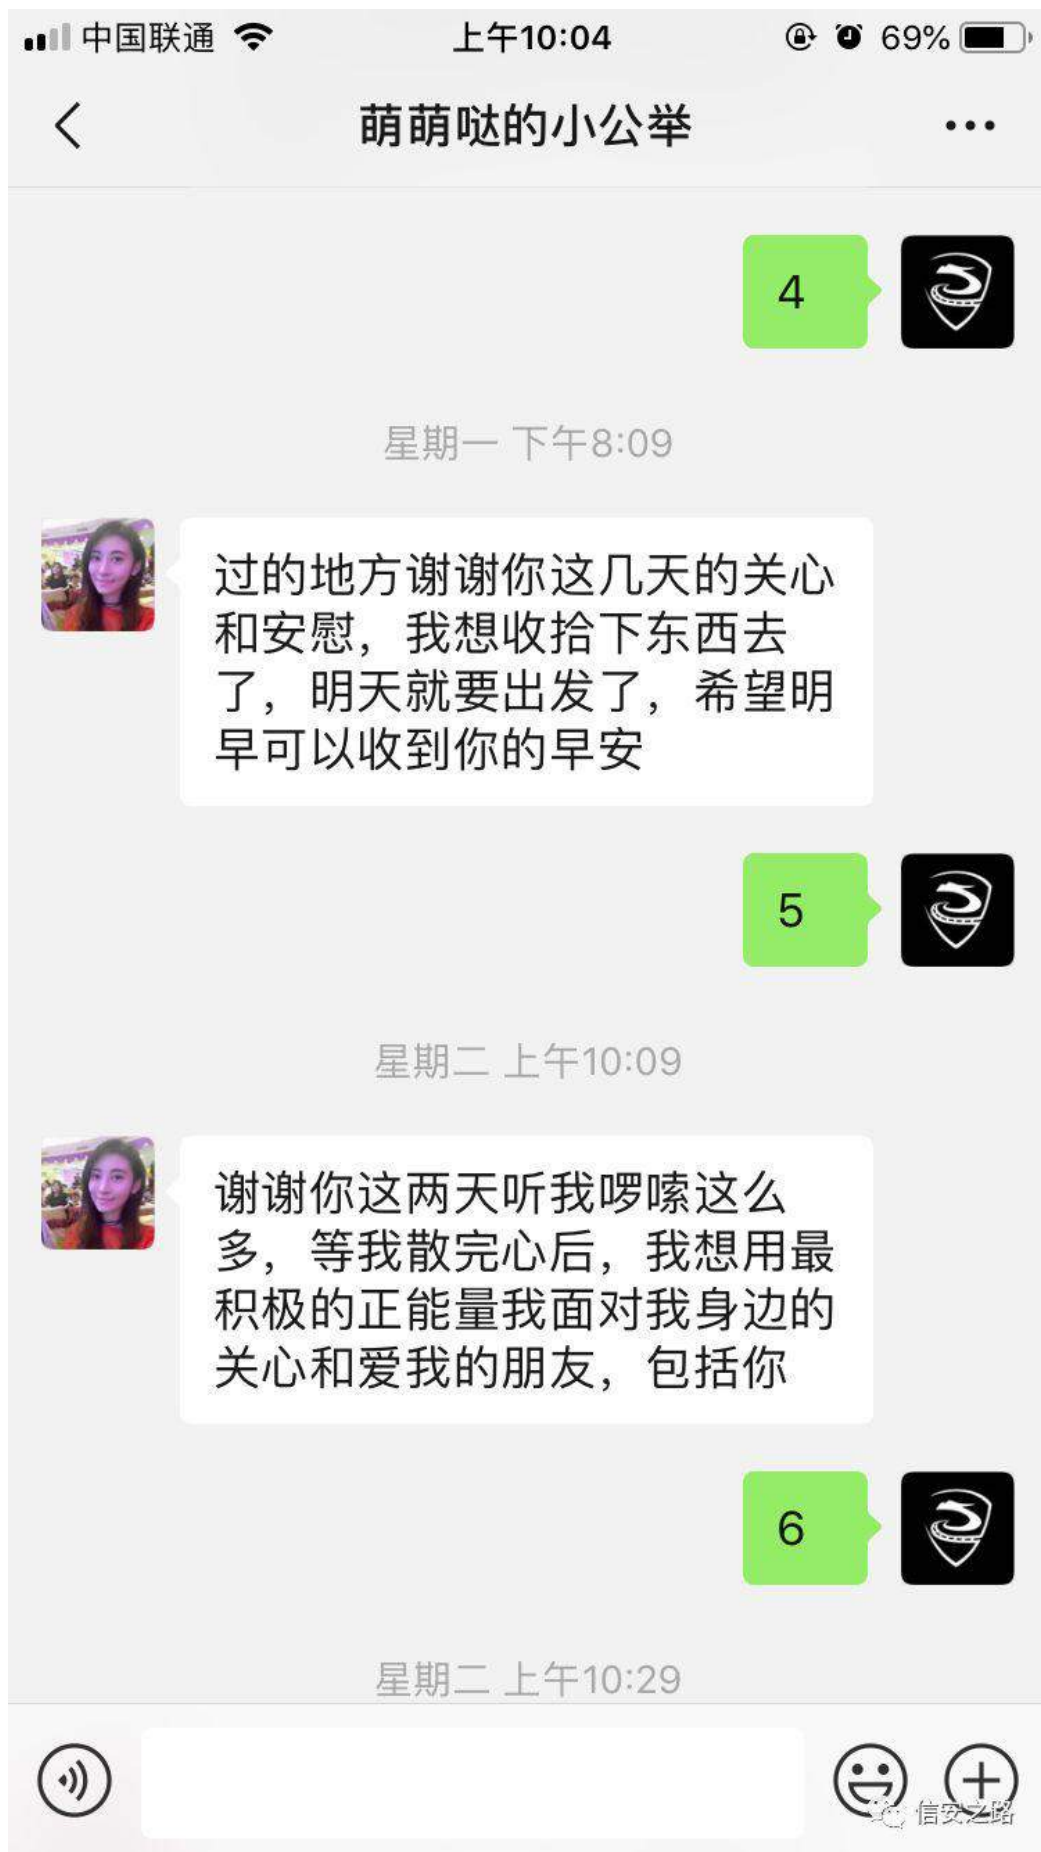 中国联通 上午10:04 69%
萌萌哒的小公举
4
星期一 下午8:09
过的地方谢谢你这几天的关心
和安慰，我想收拾下东西去
了，明天就要出发了，希望明
早可以收到你的早安
5
星期二 上午10:09
谢谢你这两天听我啰嗦这么
多，等我散完心后，我想用最
积极的正能量我面对我身边的
关心和爱我的朋友，包括你
6
星期二 上午10:29
信安之路